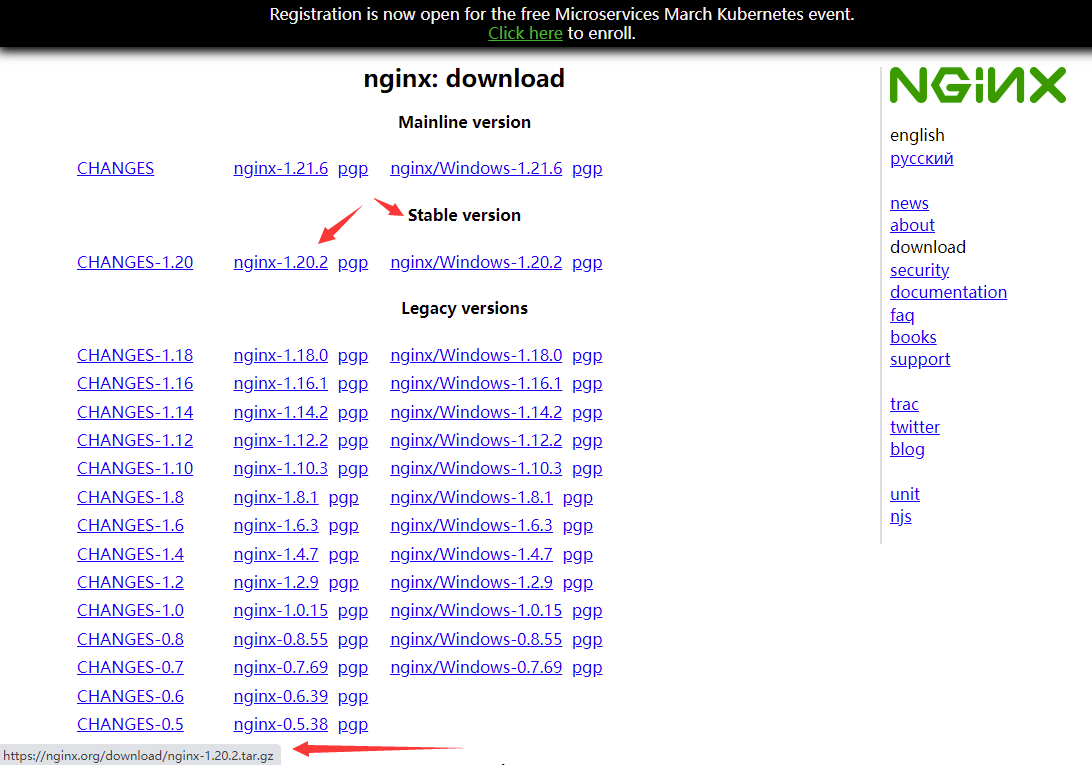 Registration is now open for the free Microservices March Kubernetes event.
Click here to enroll.
nginx: download
Mainline version
CHANGES nginx-1.21.6 pgp nginx/Windows-1.21.6 pgp
Stable version
CHANGES-1.20 nginx-1.20.2 pgp nginx/Windows-1.20.2 pgp
Legacy versions
CHANGES-1.18 nginx-1.18.0 pgp nginx/Windows-1.18.0 pgp
CHANGES-1.16 nginx-1.16.1 pgp nginx/Windows-1.16.1 pgp
CHANGES-1.14 nginx-1.14.2 pgp nginx/Windows-1.14.2 pgp
CHANGES-1.12 nginx-1.12.2 pgp nginx/Windows-1.12.2 pgp
CHANGES-1.10 nginx-1.10.3 pgp nginx/Windows-1.10.3 pgp
CHANGES-1.8 nginx-1.8.1 pgp nginx/Windows-1.8.1 pgp
CHANGES-1.6 nginx-1.6.3 pgp nginx/Windows-1.6.3 pgp
CHANGES-1.4 nginx-1.4.7 pgp nginx/Windows-1.4.7 pgp
CHANGES-1.2 nginx-1.2.9 pgp nginx/Windows-1.2.9 pgp
CHANGES-1.0 nginx-1.0.15 pgp nginx/Windows-1.0.15 pgp
CHANGES-0.8 nginx-0.8.55 pgp nginx/Windows-0.8.55 pgp
CHANGES-0.7 nginx-0.7.69 pgp nginx/Windows-0.7.69 pgp
CHANGES-0.6 nginx-0.6.39 pgp
CHANGES-0.5 nginx-0.5.38 pgp
https://nginx.org/download/nginx-1.20.2.tar.gz
NGINX
english
русский
news
about
download
security
documentation
faq
books
support
trac
twitter
blog
unit
njs